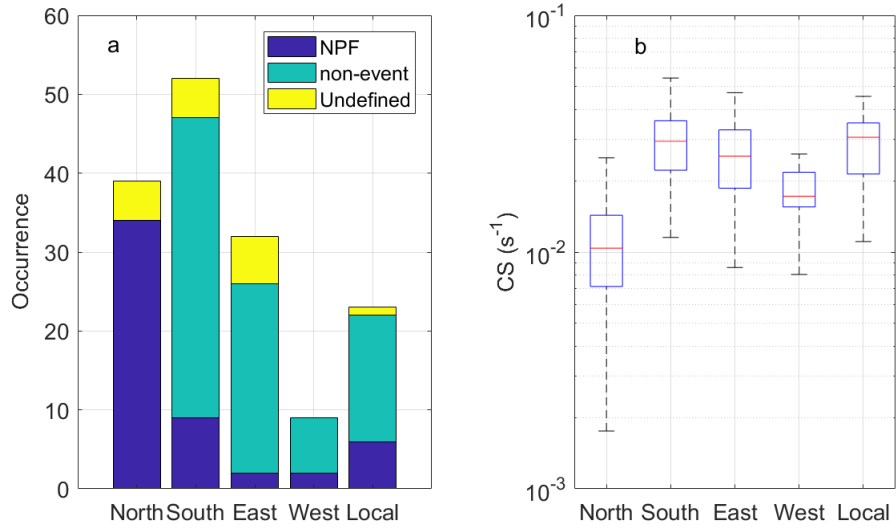 a
NPF
non-event
Undefined
Occurrence
60
50
40
30
20
10
0
North South East West Local
b
CS (s⁻¹)
10⁻¹
10⁻²
10⁻³
North South East West Local